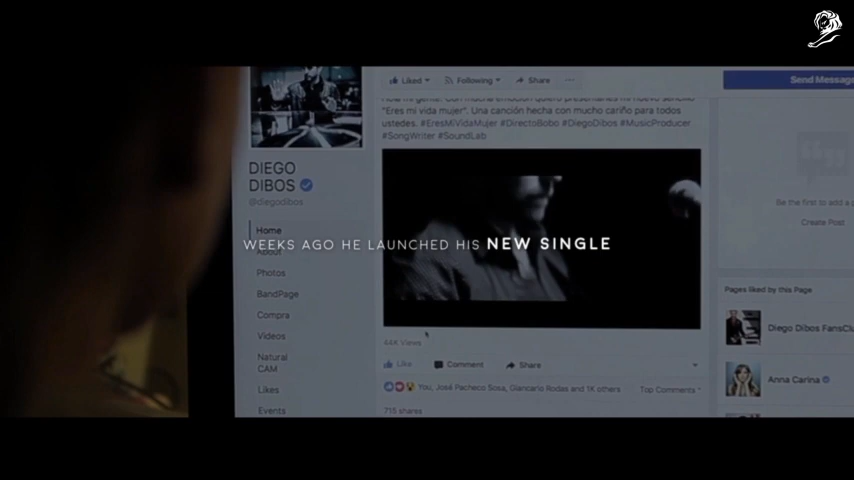 Liked
Following
Share
Send Messag
"Eres mi vida mujer". Una canción hecha con mucho cariño para todos
ustedes. #EresMiVidaMujer #DirectoBobo #DiegoDibos #MusicProducer
#SongWriter #SoundLab
DIEGO
DIBOS
@diegodibos
Home
About
Photos
BandPage
Compra
Videos
Natural
CAM
Likes
Events
WEEKS AGO HE LAUNCHED HIS NEW SINGLE
44K Views
Like
Comment
Share
You, José Pacheco Sosa, Giancarlo Rodas and 1K others
Top Comments
715 shares
Be the first to add a
Create Post
Pages liked by this Page
Diego Dibos FansClu
Anna Carina